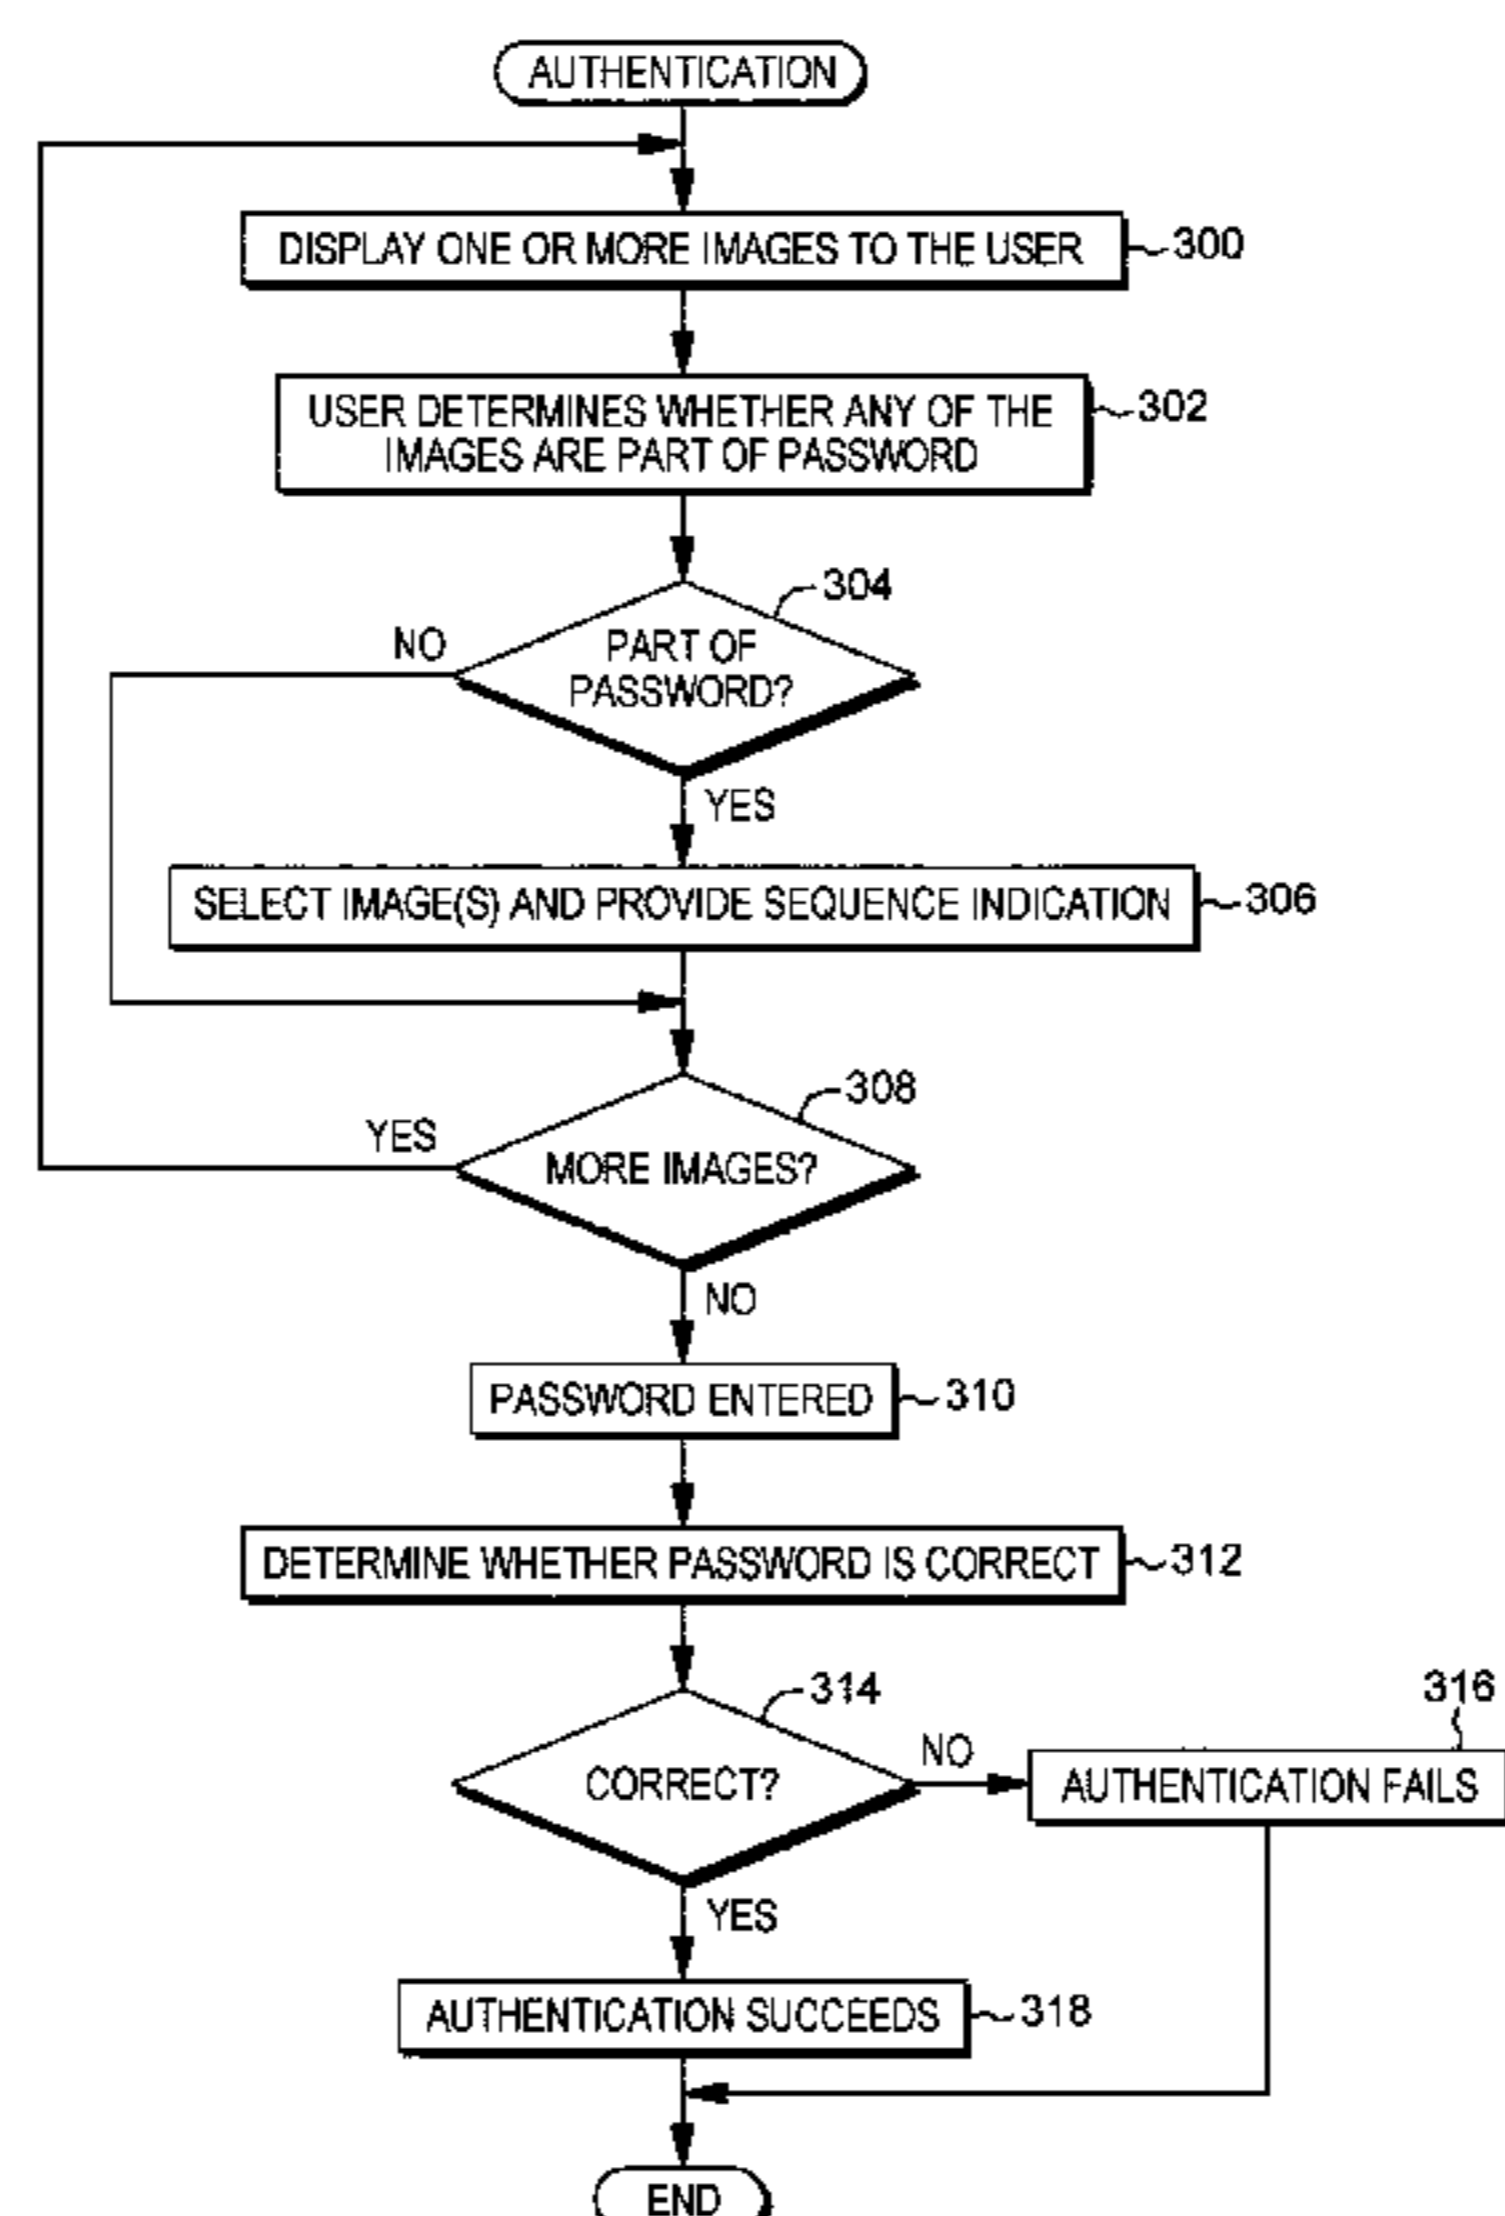 AUTHENTICATION
DISPLAY ONE OR MORE IMAGES TO THE USER
300
USER DETERMINES WHETHER ANY OF THE
IMAGES ARE PART OF PASSWORD
302
304
NO
PART OF
PASSWORD?
YES
SELECT IMAGE(S) AND PROVIDE SEQUENCE INDICATION
306
308
YES
MORE IMAGES?
NO
PASSWORD ENTERED
310
DETERMINE WHETHER PASSWORD IS CORRECT
312
314
316
NO
CORRECT?
AUTHENTICATION FAILS
YES
AUTHENTICATION SUCCEEDS
318
END